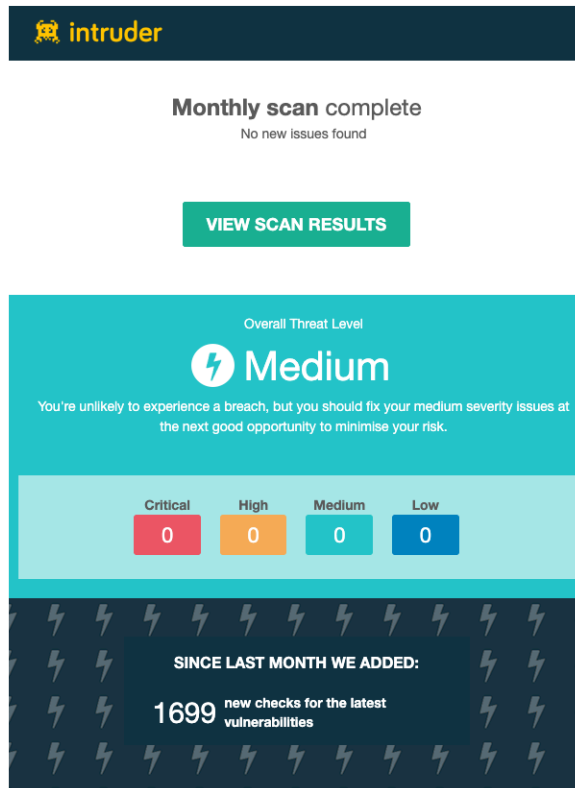 intruder
Monthly scan complete
No new issues found
VIEW SCAN RESULTS
Overall Threat Level
Medium
You're unlikely to experience a breach, but you should fix your medium severity issues at
the next good opportunity to minimise your risk.
Critical High Medium Low
0 0 0 0
SINCE LAST MONTH WE ADDED:
1699 new checks for the latest
vulnerabilities